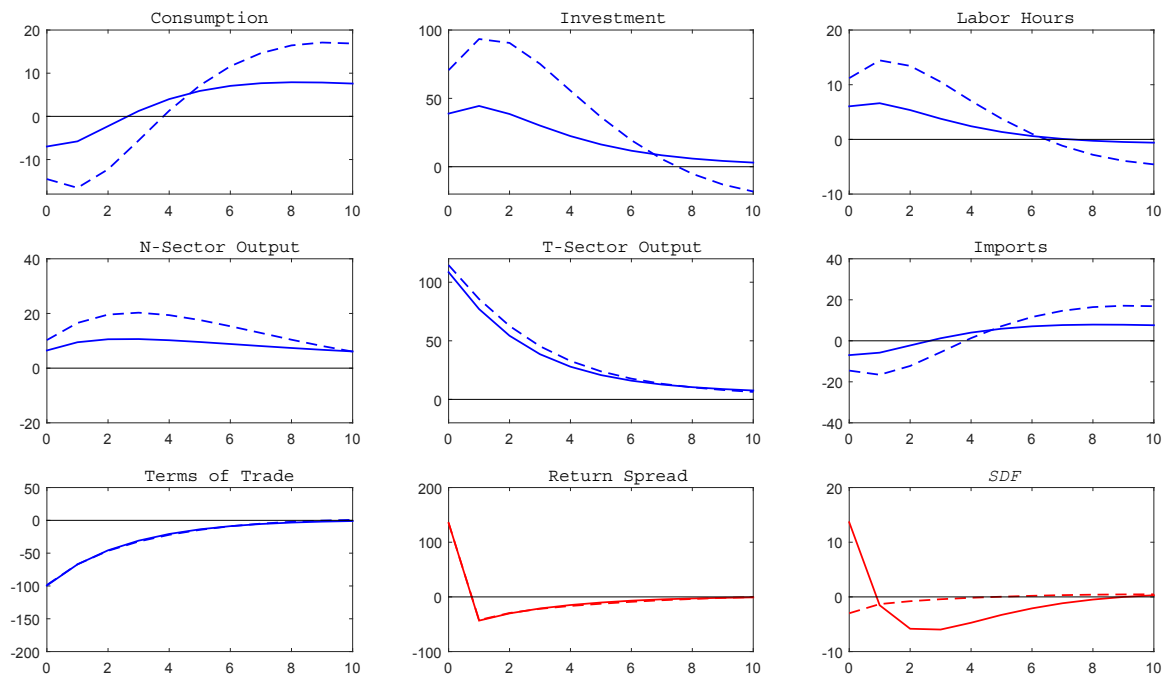 Consumption
20
10
0
-10
0 2 4 6 8 10
Investment
100
50
0
0 2 4 6 8 10
Labor Hours
20
10
0
-10
0 2 4 6 8 10
N-Sector Output
40
20
0
-20
0 2 4 6 8 10
T-Sector Output
100
50
0
0 2 4 6 8 10
Imports
40
20
0
-20
-40
0 2 4 6 8 10
Terms of Trade
50
0
-50
-100
-150
-200
0 2 4 6 8 10
Return Spread
200
100
0
-100
0 2 4 6 8 10
SDF
20
10
0
-10
0 2 4 6 8 10